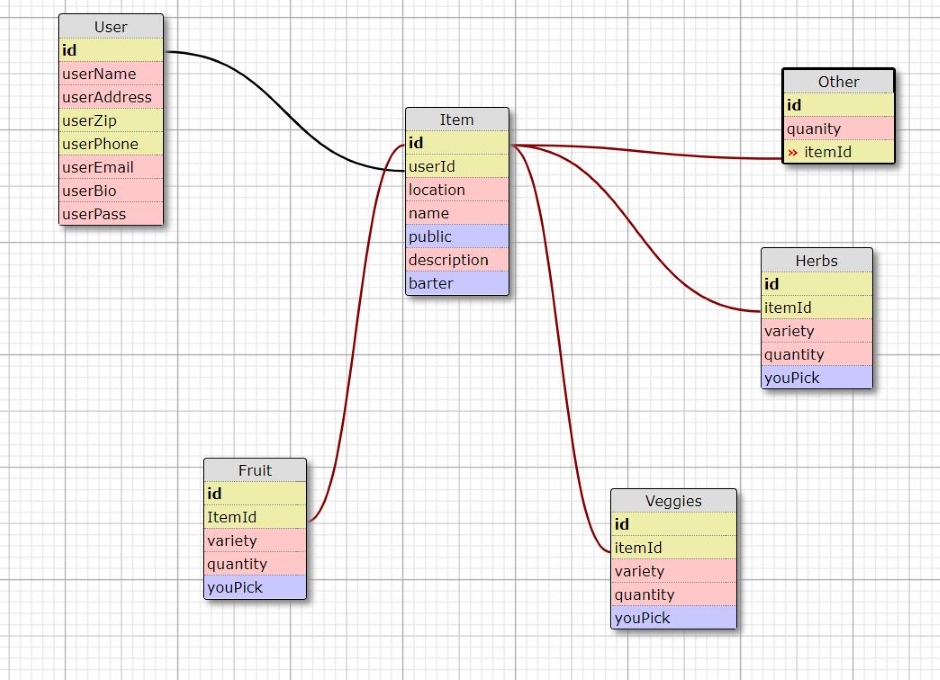 User
id
userName
userAddress
userZip
userPhone
userEmail
userBio
userPass
Item
id
userId
location
name
public
description
barter
Other
id
quanity
» itemId
Herbs
id
itemId
variety
quantity
youPick
Fruit
id
ItemId
variety
quantity
youPick
Veggies
id
itemId
variety
quantity
youPick